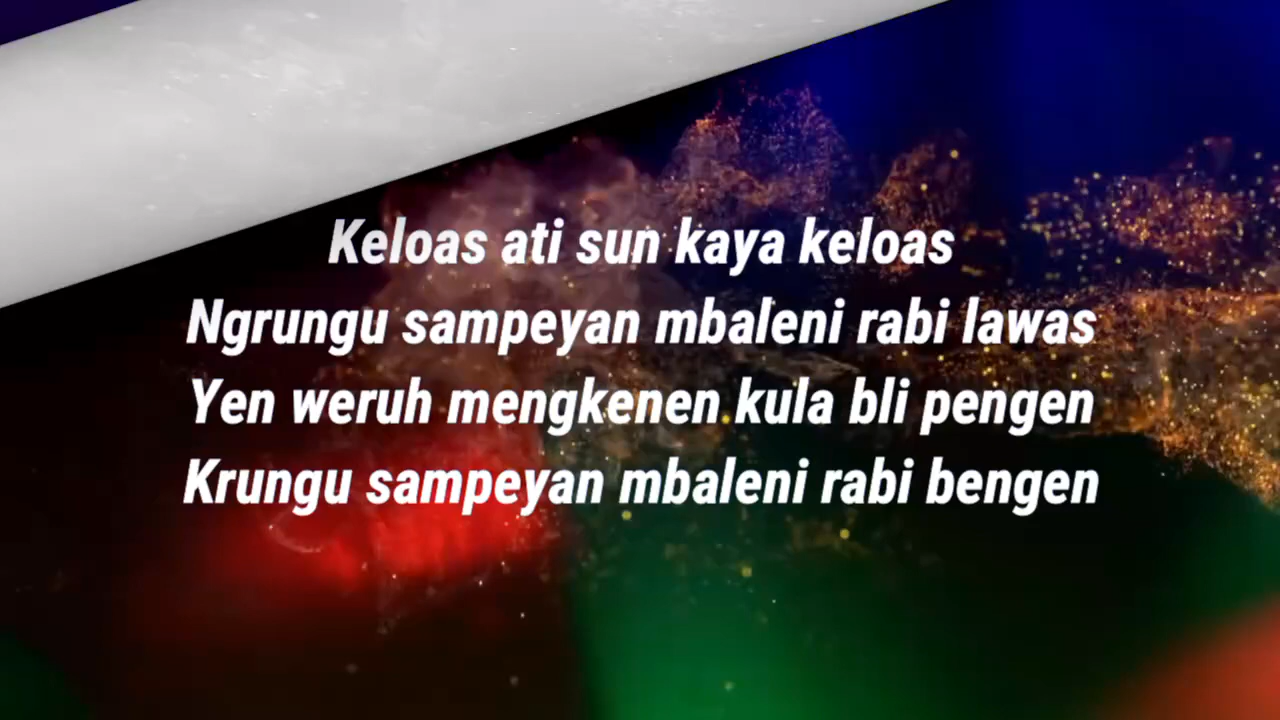 Keloas ati sun kaya keloas
Ngrungu sampeyan mbaleni rabi lawas
Yen weruh mengkenen kula bli pengen
Krungu sampeyan mbaleni rabi bengen